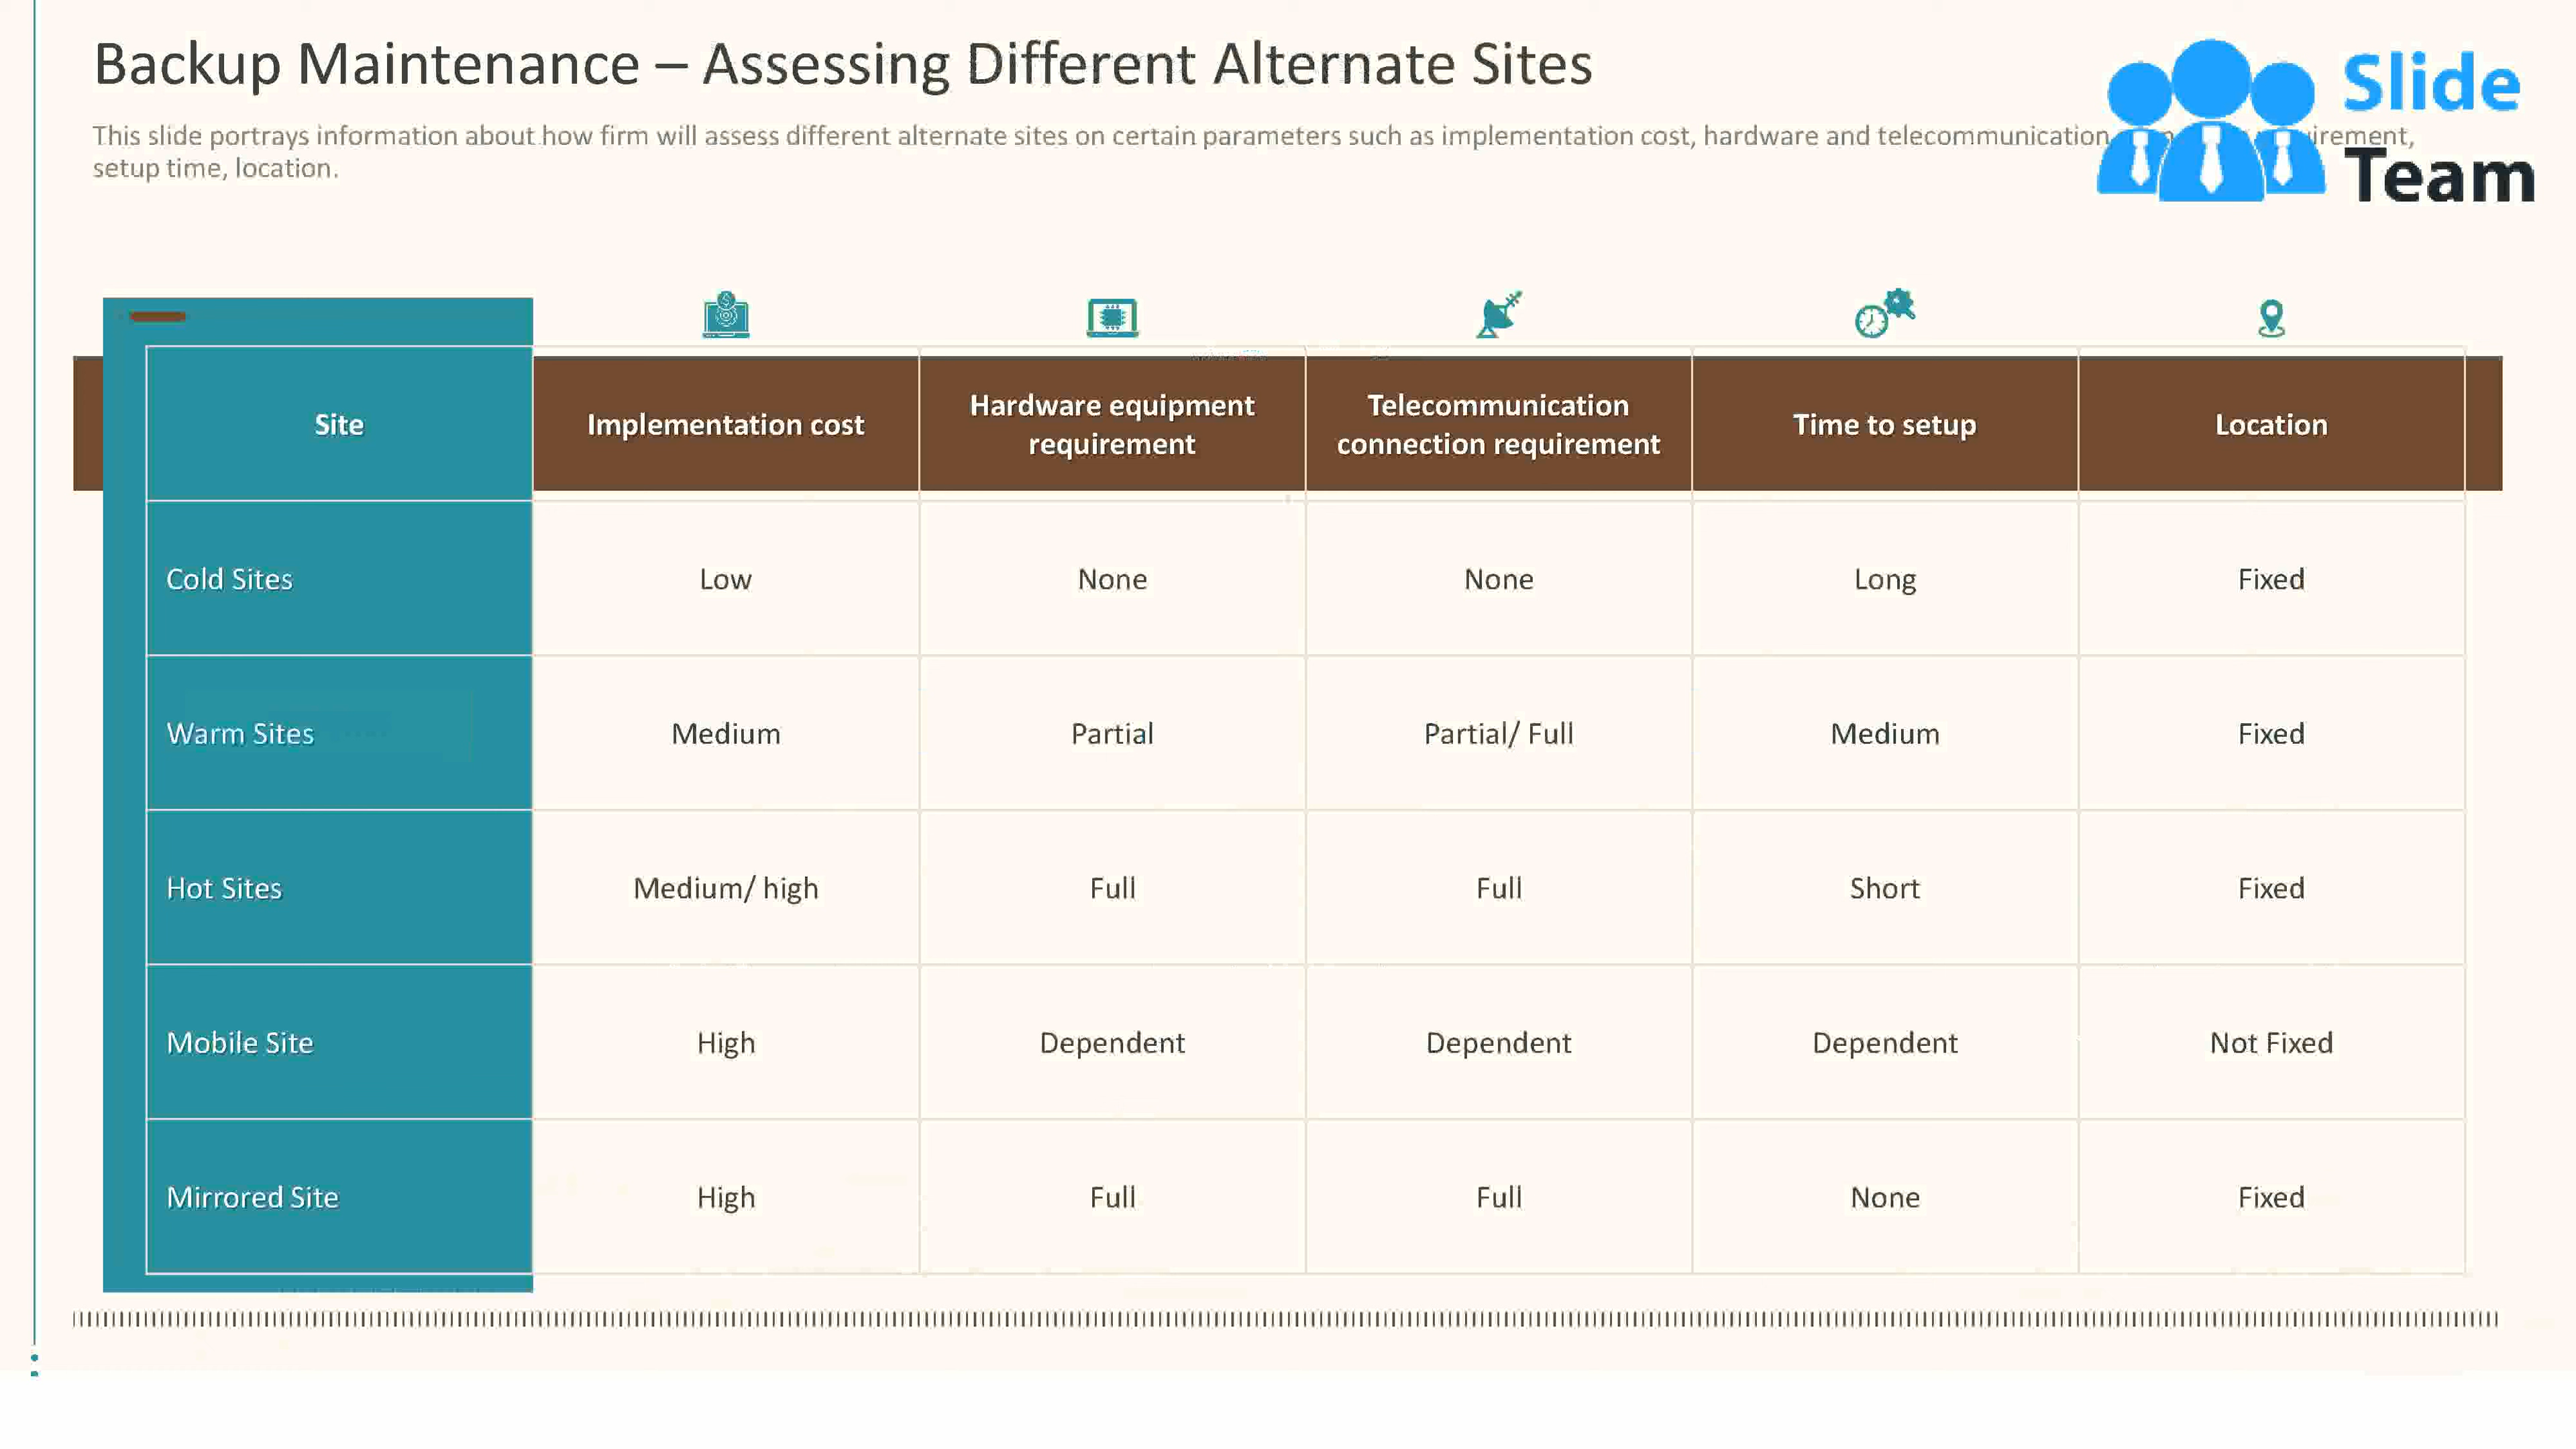 Backup Maintenance – Assessing Different Alternate Sites
Slide
Team
This slide portrays information about how firm will assess different alternate sites on certain parameters such as implementation cost, hardware and telecommunication
setup time, location.
Site
Implementation cost
Hardware equipment
requirement
Telecommunication
connection requirement
Time to setup
Location
Cold Sites
Low
None
None
Long
Fixed
Warm Sites
Medium
Partial
Partial/ Full
Medium
Fixed
Hot Sites
Medium/ high
Full
Full
Short
Fixed
Mobile Site
High
Dependent
Dependent
Dependent
Not Fixed
Mirrored Site
High
Full
Full
None
Fixed